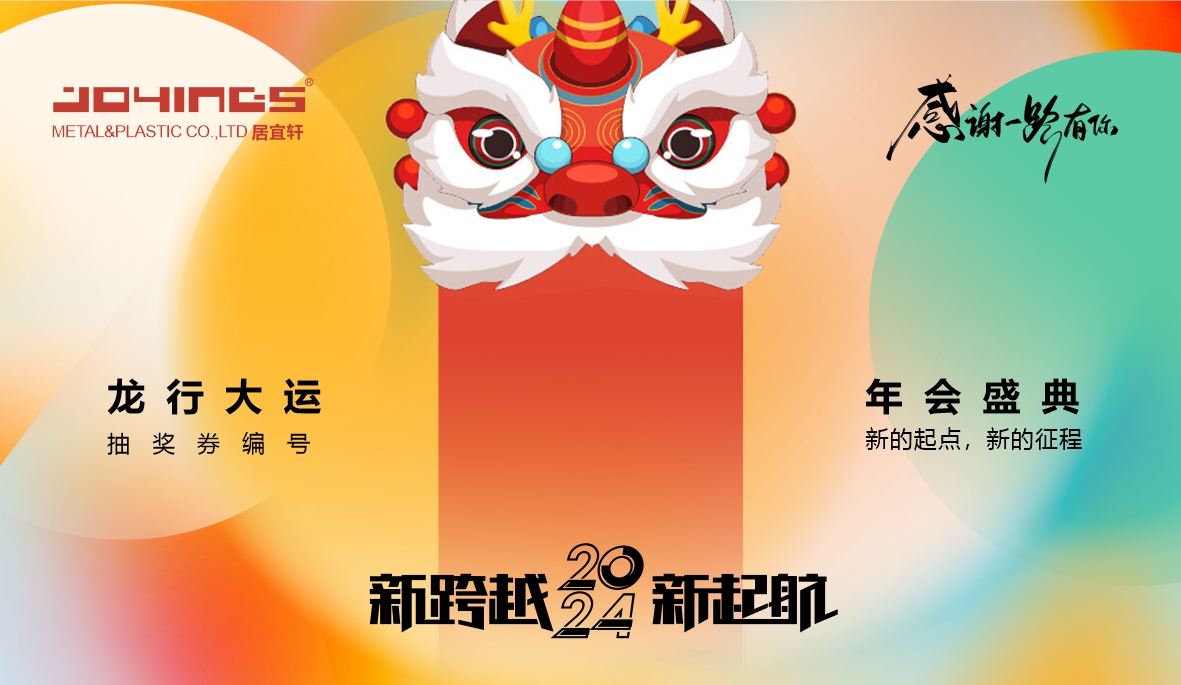 JOYINGS®
METAL&PLASTIC CO.,LTD 居宜轩
感谢一路有你
龙行大运
抽奖券编号
年会盛典
新的起点，新的征程
新跨越 2024 新起航